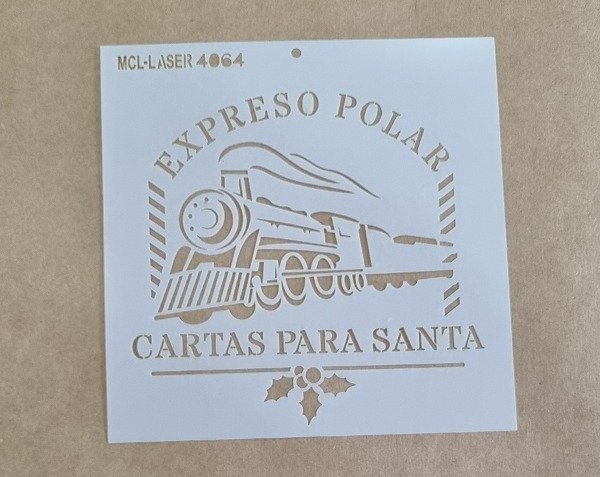 MCL-LASER 4064
EXPRESO POLAR
CARTAS PARA SANTA